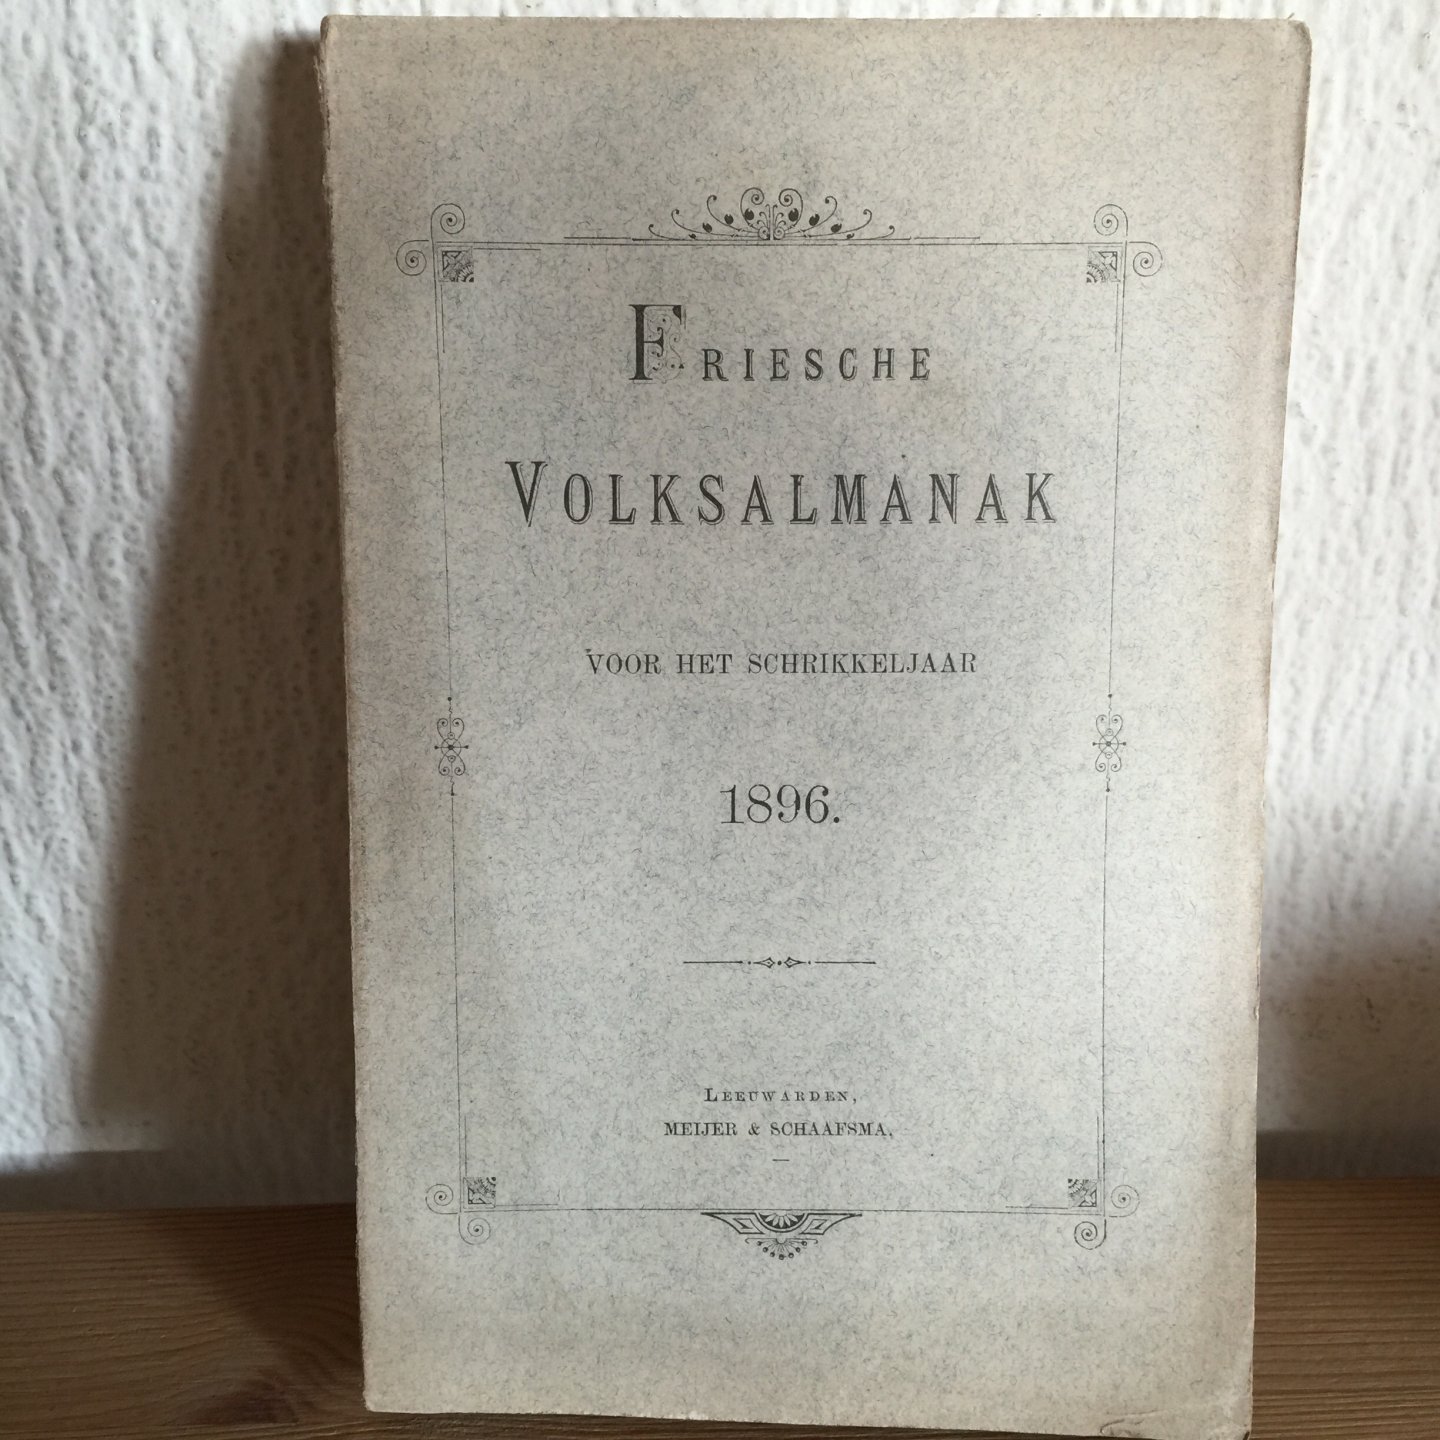 FRIESCHE
VOLKSALMANAK
VOOR HET SCHRIKKELJAAR
1896.
LEEUWARDEN,
MEIJER & SCHAAFSMA,